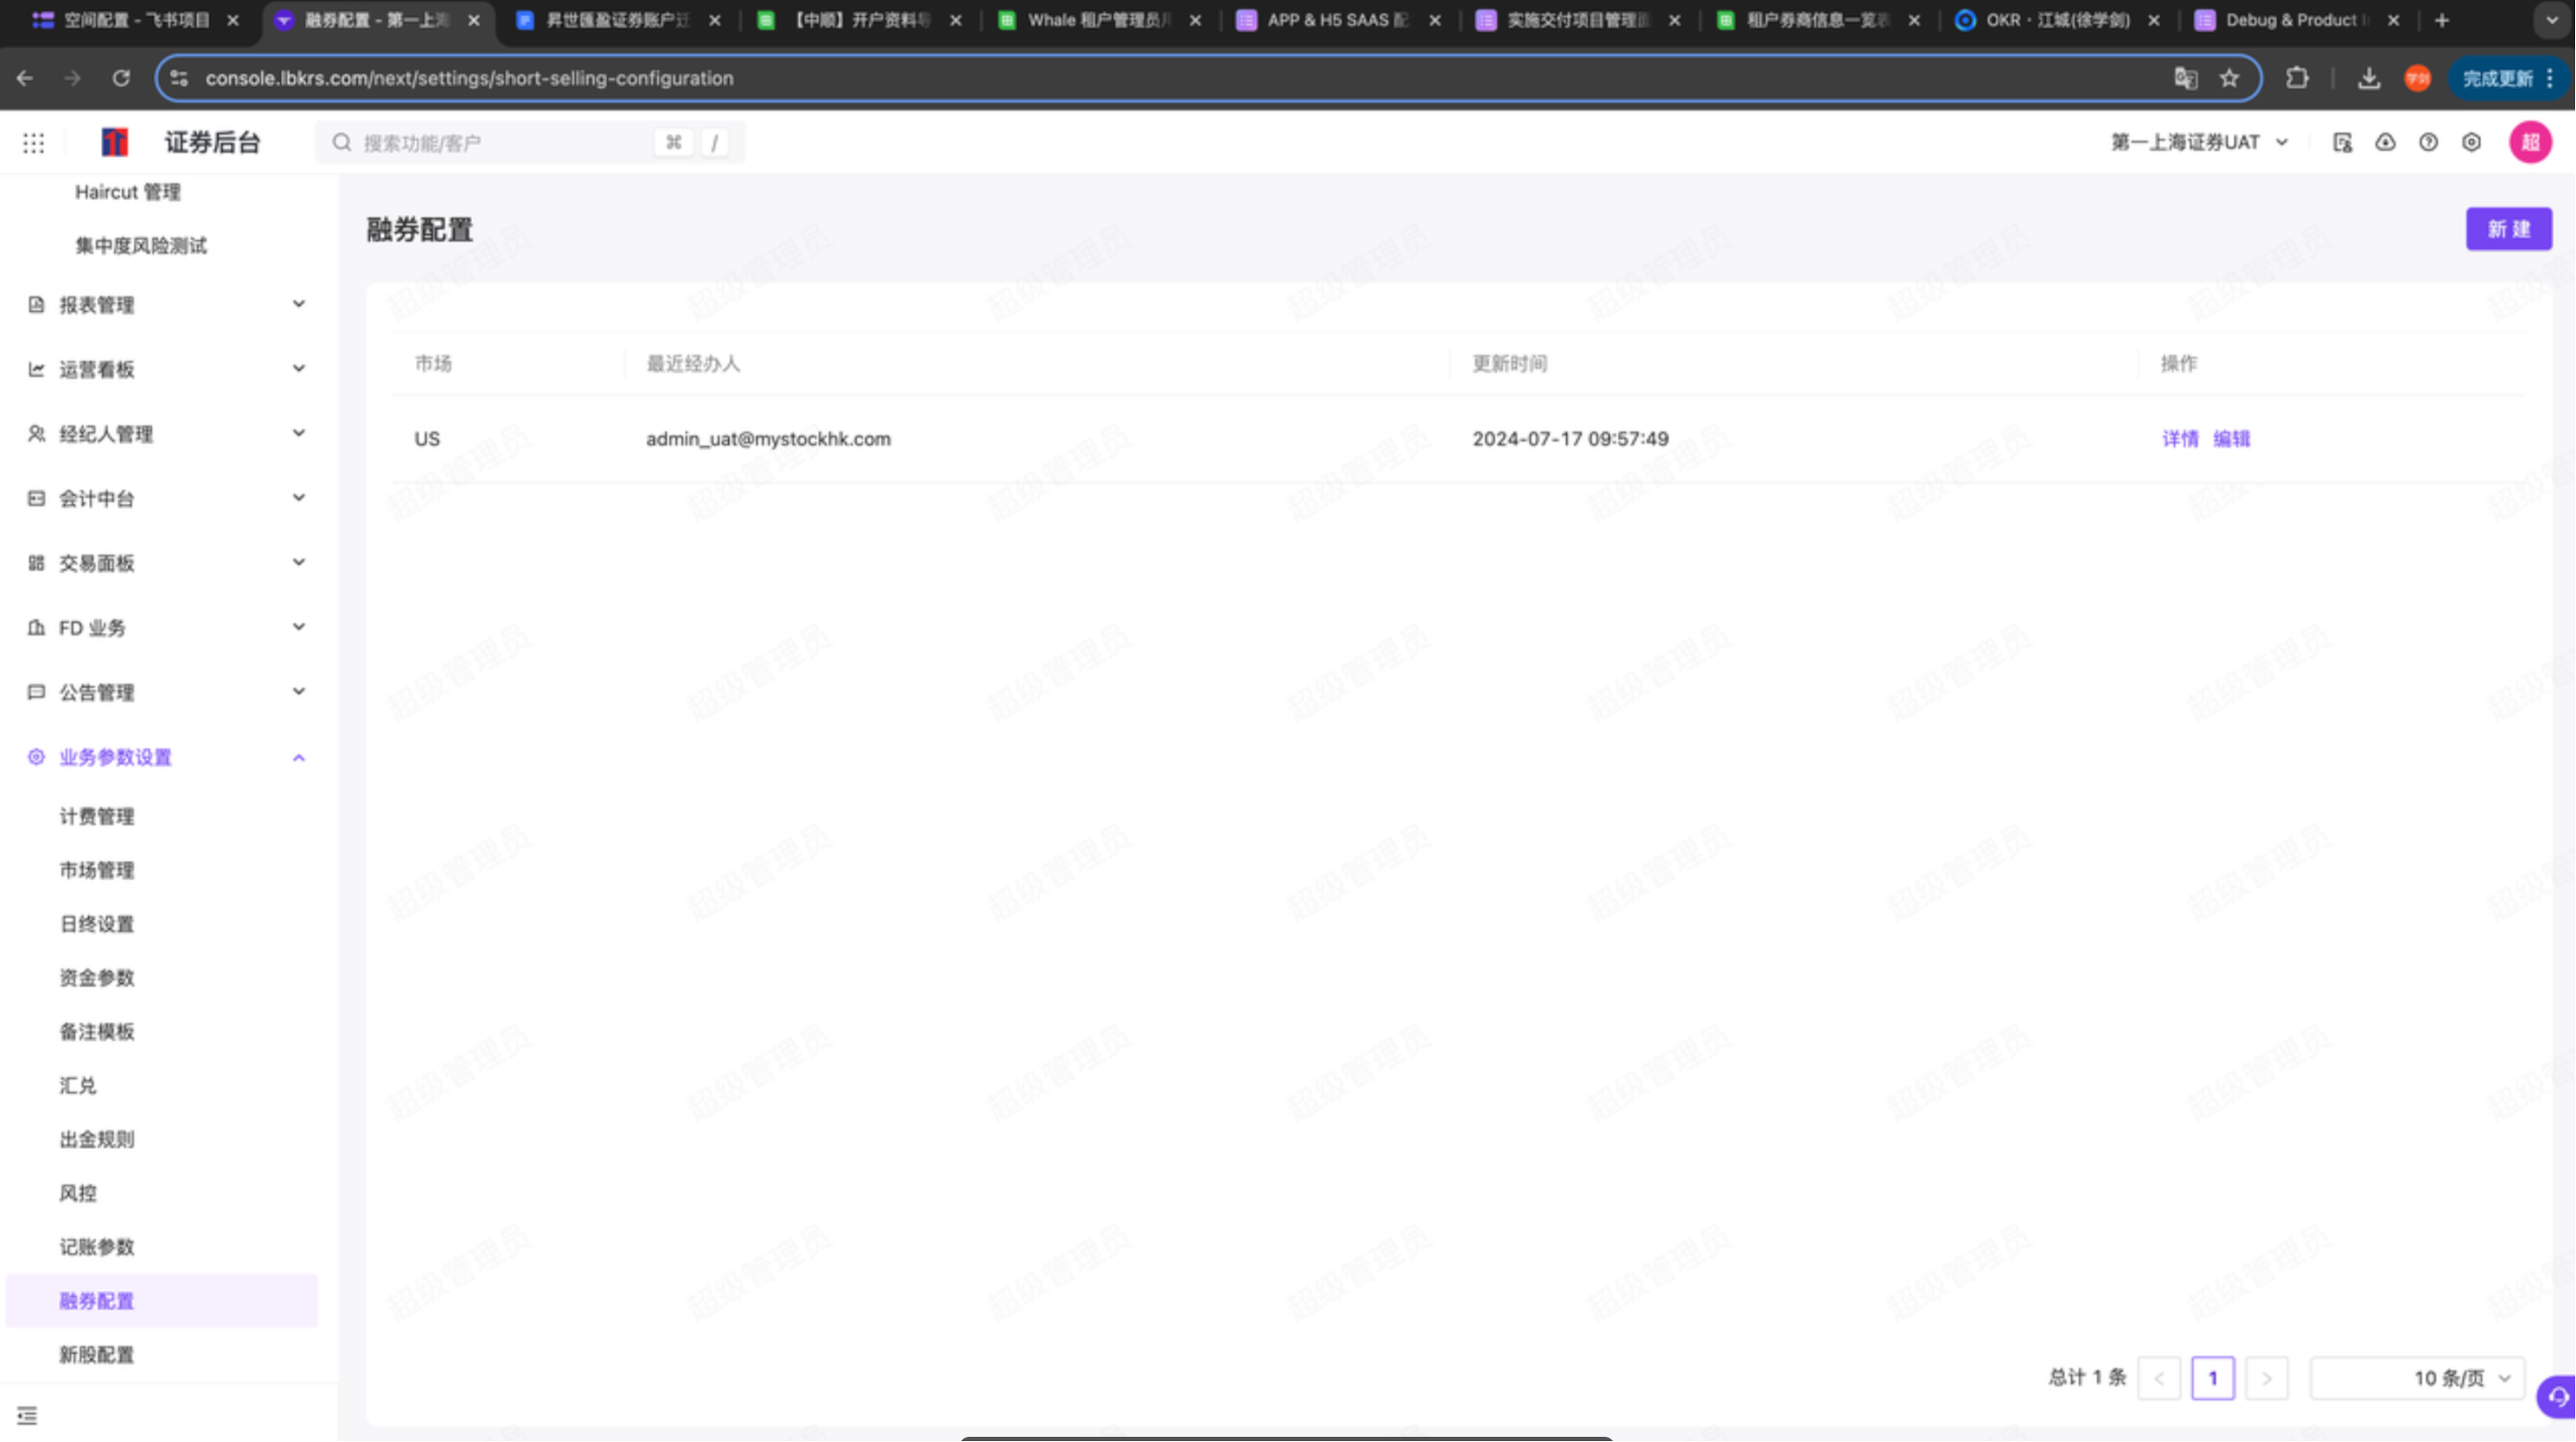 空间配置 - 飞书项目
融券配置 - 第一上海
昇世匯盈证券账户迁
【中顺】开户资料导
Whale 租户管理员用
APP & H5 SAAS 配
实施交付项目管理面
租户券商信息一览表
OKR · 江城(徐学剑)
Debug & Product I
console.lbkrs.com/next/settings/short-selling-configuration
学剑
完成更新
证券后台
搜索功能/客户
⌘ /
第一上海证券UAT
超
Haircut 管理
集中度风险测试
报表管理
运营看板
经纪人管理
会计中台
交易面板
FD 业务
公告管理
业务参数设置
计费管理
市场管理
日终设置
资金参数
备注模板
汇兑
出金规则
风控
记账参数
融券配置
新股配置
融券配置
新 建
市场 最近经办人 更新时间 操作
US admin_uat@mystockhk.com 2024-07-17 09:57:49 详情 编辑
总计 1 条 < 1 > 10 条/页
超级管理员